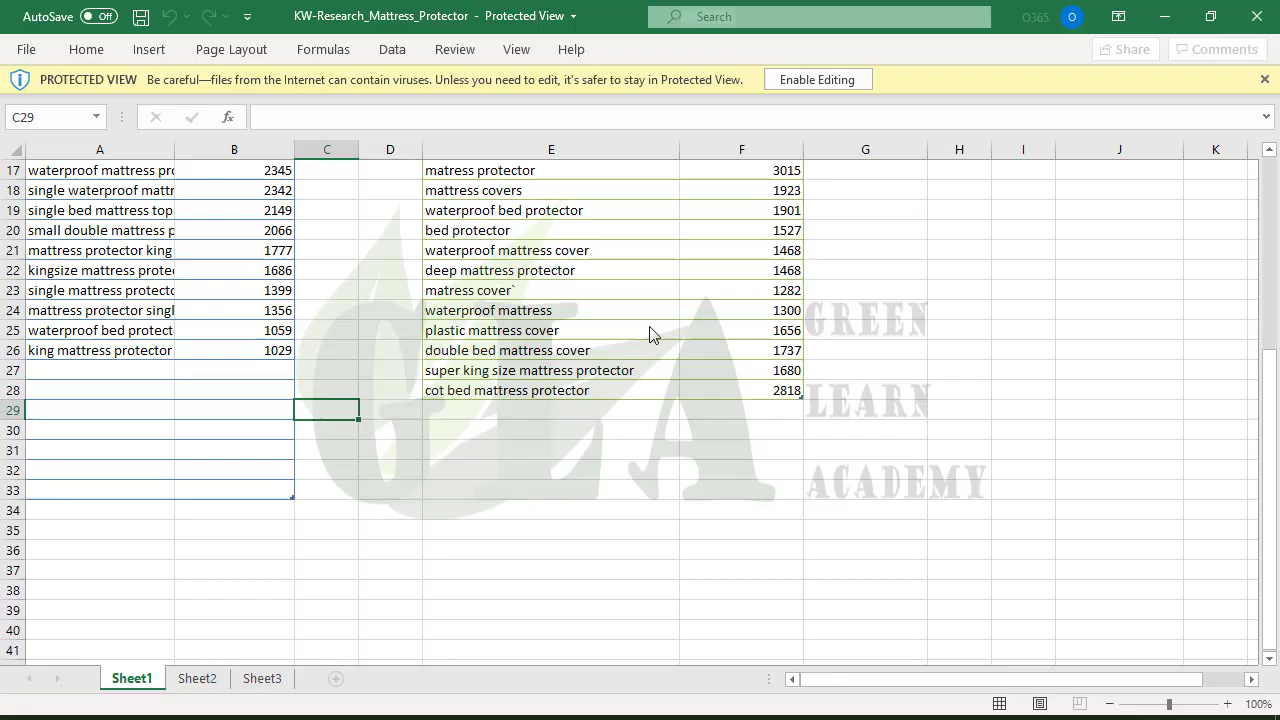 AutoSave Off KW-Research_Mattress_Protector - Protected View Search O365 O
File Home Insert Page Layout Formulas Data Review View Help Share Comments
PROTECTED VIEW Be careful—files from the Internet can contain viruses. Unless you need to edit, it's safer to stay in Protected View. Enable Editing
C29 fx
A B C D E F G H I J K
17 waterproof mattress pro 2345 matress protector 3015
18 single waterproof mattr 2342 mattress covers 1923
19 single bed mattress top 2149 waterproof bed protector 1901
20 small double mattress p 2066 bed protector 1527
21 mattress protector king 1777 waterproof mattress cover 1468
22 kingsize mattress prote 1686 deep mattress protector 1468
23 single mattress protecto 1399 matress cover` 1282
24 mattress protector singl 1356 waterproof mattress 1300
25 waterproof bed protect 1059 plastic mattress cover 1656
26 king mattress protector 1029 double bed mattress cover 1737
27 super king size mattress protector 1680
28 cot bed mattress protector 2818
29
30
31
32
33
34
35
36
37
38
39
40
41
GLA
GREEN
LEARN
ACADEMY
Sheet1 Sheet2 Sheet3
100%